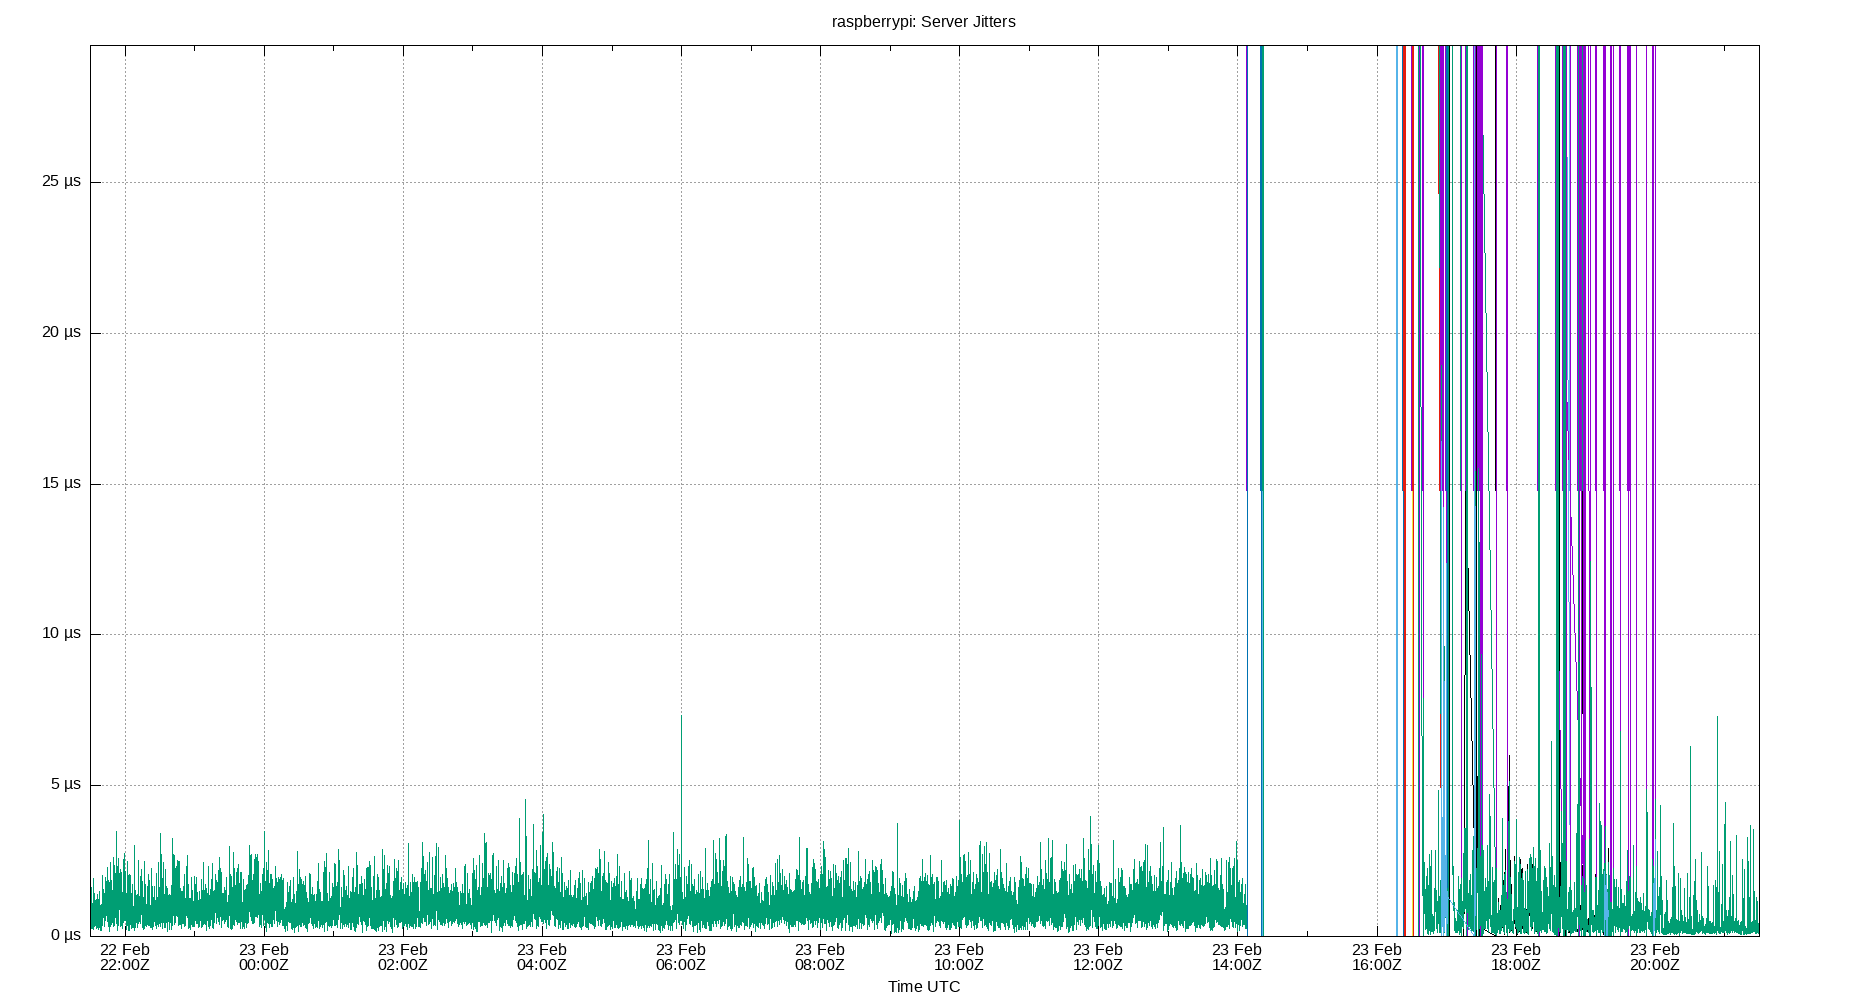 raspberrypi: Server Jitters
25 µs
20 µs
15 µs
10 µs
5 µs
0 µs
22 Feb
22:00Z
23 Feb
00:00Z
23 Feb
02:00Z
23 Feb
04:00Z
23 Feb
06:00Z
23 Feb
08:00Z
23 Feb
10:00Z
23 Feb
12:00Z
23 Feb
14:00Z
23 Feb
16:00Z
23 Feb
18:00Z
23 Feb
20:00Z
Time UTC